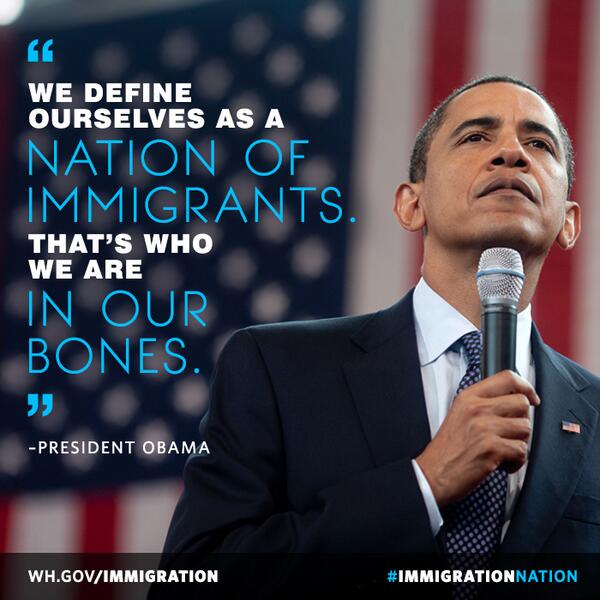 “
WE DEFINE
OURSELVES AS A
NATION OF
IMMIGRANTS.
THAT’S WHO
WE ARE
IN OUR
BONES.
”
-PRESIDENT OBAMA
WH.GOV/IMMIGRATION
#IMMIGRATIONNATION